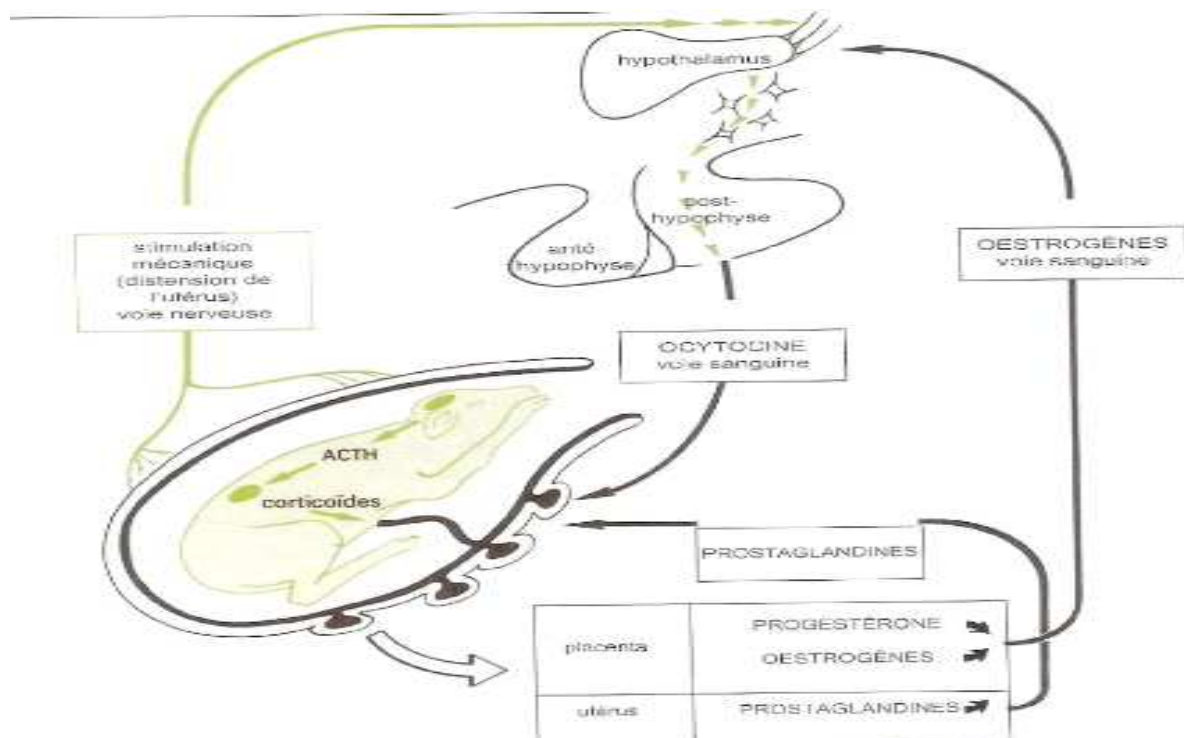 hypothalamus
post-
hypophyse
anté-
hypophyse
stimulation
mécanique
(distension de
l'utérus)
voie nerveuse
OESTROGÈNES
voie sanguine
OCYTOCINE
voie sanguine
ACTH
corticoïdes
PROSTAGLANDINES
placenta
PROGESTÉRONE
OESTROGÈNES
utérus
PROSTAGLANDINES